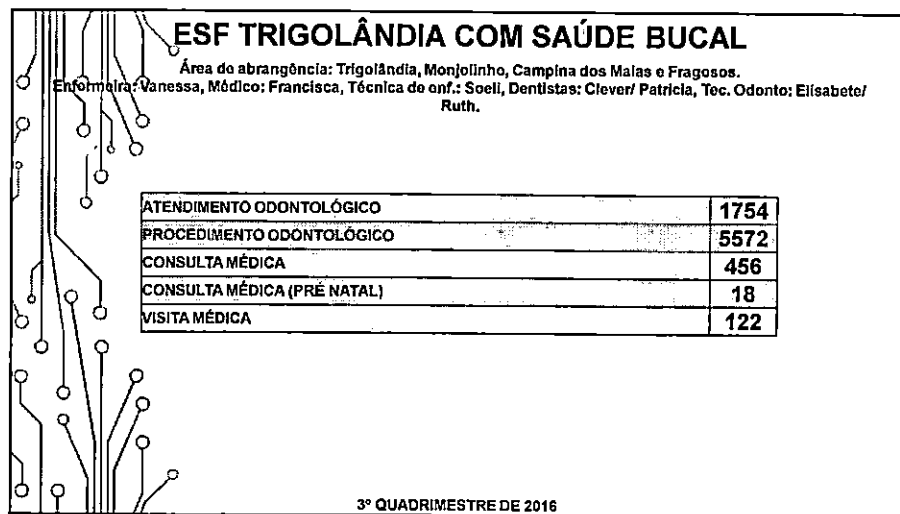 ESF TRIGOLÂNDIA COM SAÚDE BUCAL
Área de abrangência: Trigolândia, Monjolinho, Campina dos Maias e Fragosos.
Enfermeira: Vanessa, Médico: Francisca, Técnica de enf.: Soeli, Dentistas: Clever/ Patricia, Tec. Odonto: Elisabete/
Ruth.
ATENDIMENTO ODONTOLÓGICO 1754
PROCEDIMENTO ODONTOLÓGICO 5572
CONSULTA MÉDICA 456
CONSULTA MÉDICA (PRÉ NATAL) 18
VISITA MÉDICA 122
3º QUADRIMESTRE DE 2016